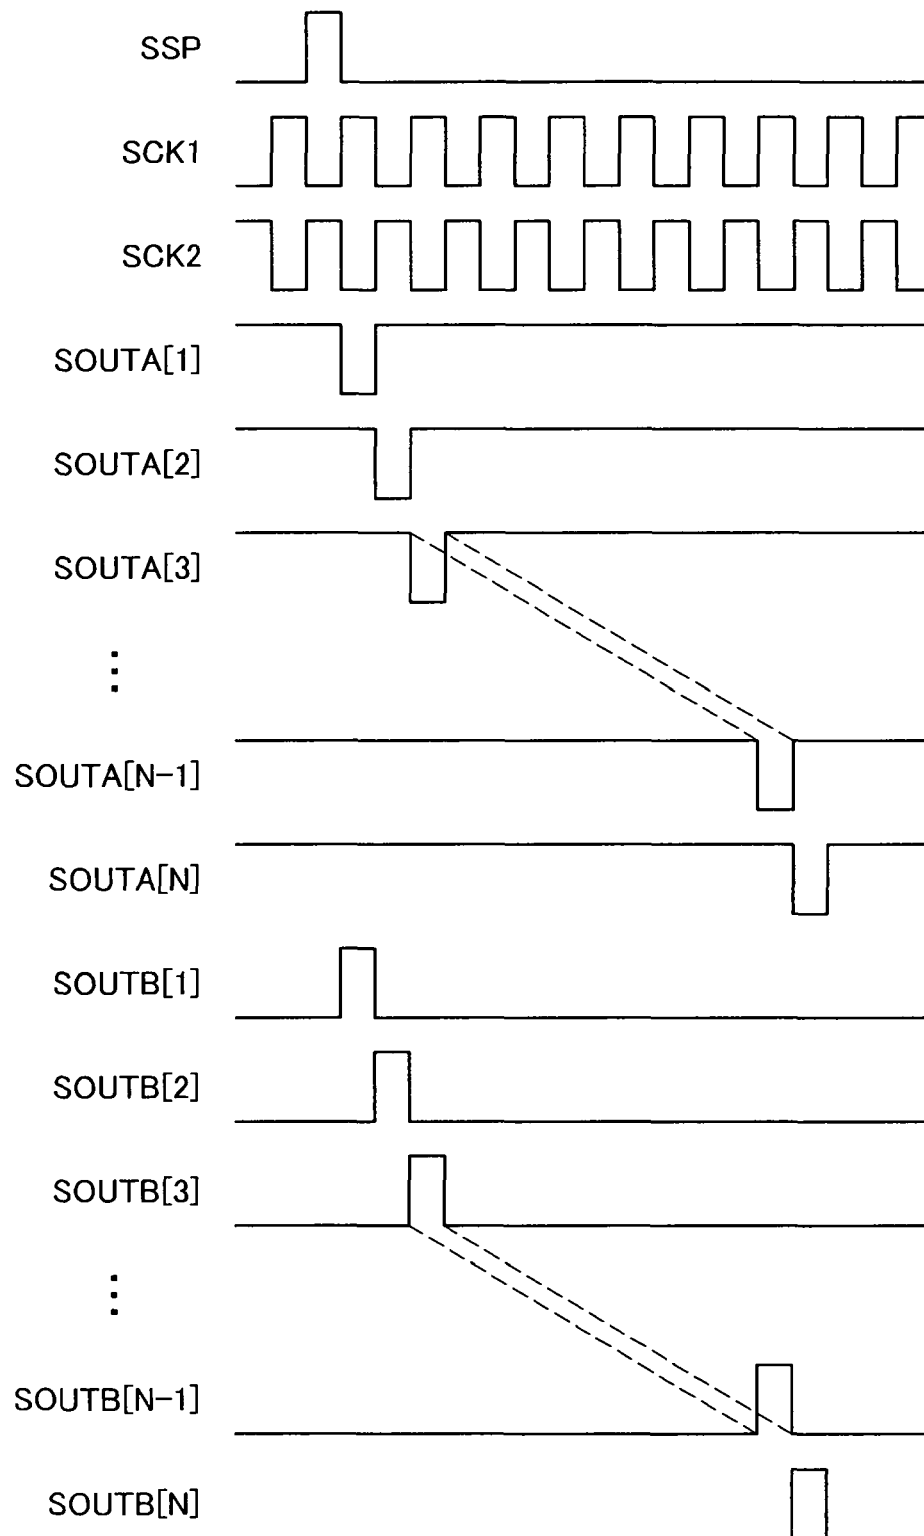 SSP
SCK1
SCK2
SOUTA[1]
SOUTA[2]
SOUTA[3]
⋮
SOUTA[N-1]
SOUTA[N]
SOUTB[1]
SOUTB[2]
SOUTB[3]
⋮
SOUTB[N-1]
SOUTB[N]